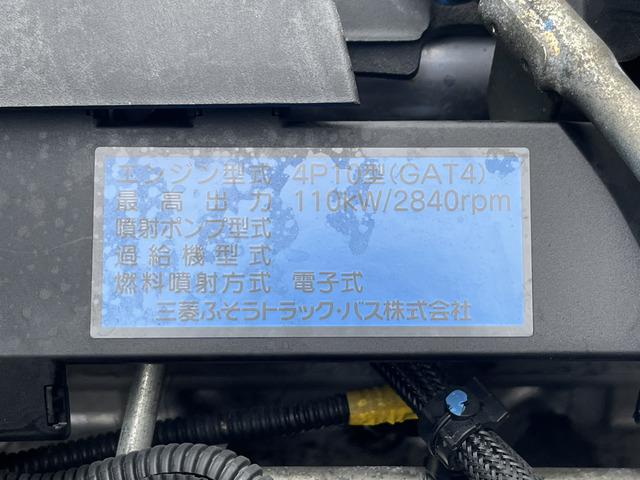 エンジン型式 4P10型(GAT4)
最高出力 110kW/2840rpm
噴射ポンプ型式
過給機型式
燃料噴射方式 電子式
三菱ふそうトラック・バス株式会社